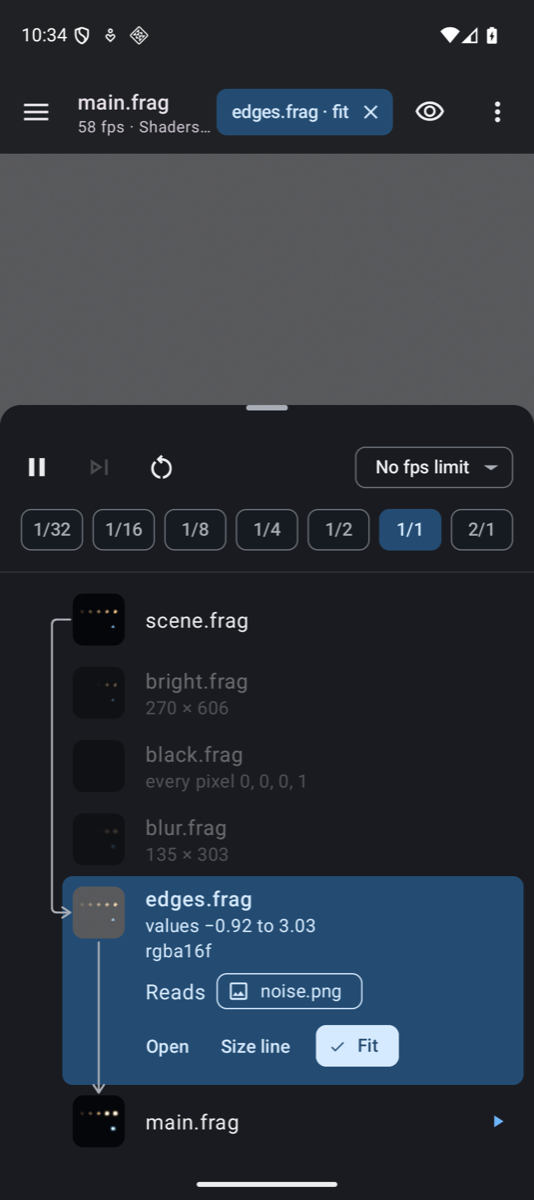 10:34
main.frag
58 fps · Shaders…
edges.frag · fit
No fps limit
1/32
1/16
1/8
1/4
1/2
1/1
2/1
scene.frag
bright.frag
270 × 606
black.frag
every pixel 0, 0, 0, 1
blur.frag
135 × 303
edges.frag
values −0.92 to 3.03
rgba16f
Reads noise.png
Open Size line Fit
main.frag